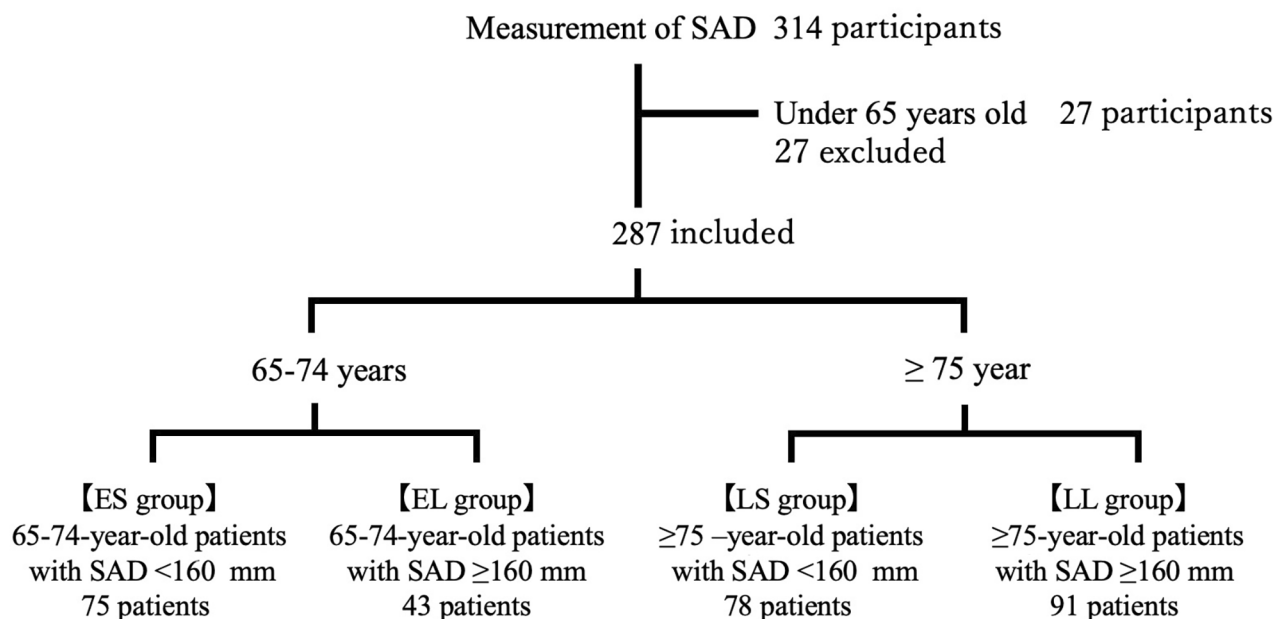 Measurement of SAD 314 participants
Under 65 years old 27 participants
27 excluded
287 included
65-74 years
≥ 75 year
【ES group】
65-74-year-old patients
with SAD <160 mm
75 patients
【EL group】
65-74-year-old patients
with SAD ≥160 mm
43 patients
【LS group】
≥75 –year-old patients
with SAD <160 mm
78 patients
【LL group】
≥75-year-old patients
with SAD ≥160 mm
91 patients